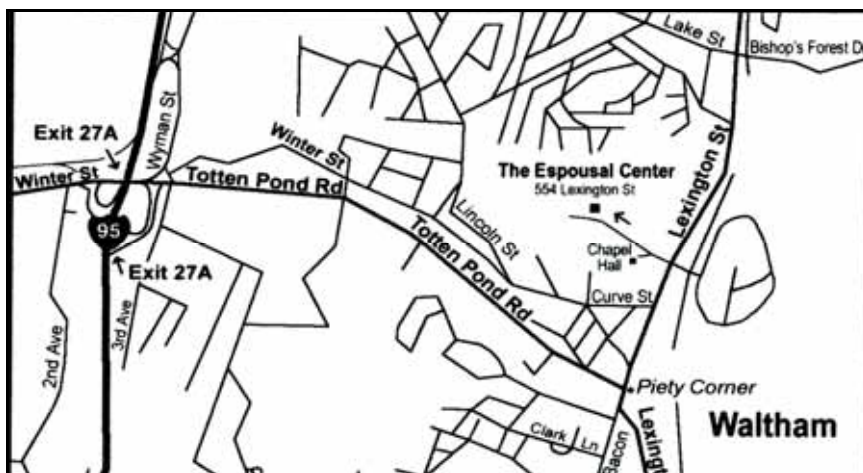 Lake St
Bishop's Forest D
Exit 27A
Wyman St
Winter St
The Espousal Center
554 Lexington St
Lexington St
Winter St
Totten Pond Rd
Lincoln St
Totten Pond Rd
95
Chapel
Hall
Exit 27A
Curve St
2nd Ave
3rd Ave
Piety Corner
Clark Ln
Bacon
Lexingt
Waltham